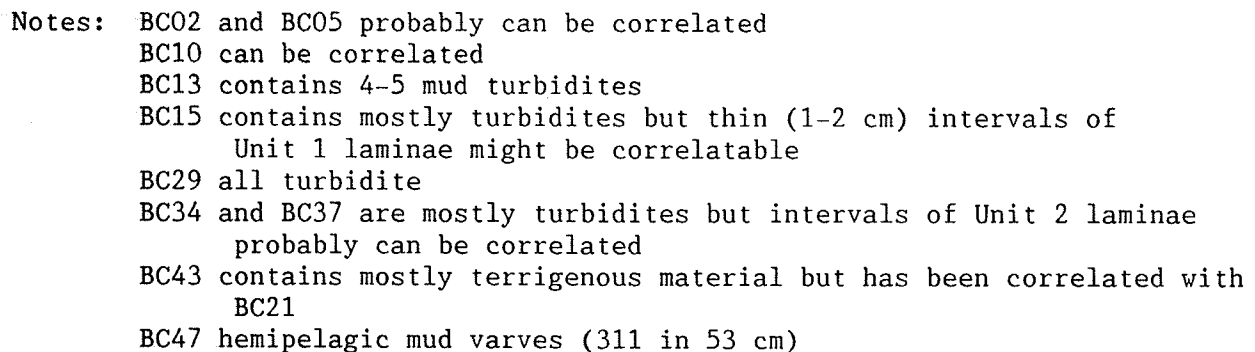 Notes: BC02 and BC05 probably can be correlated
BC10 can be correlated
BC13 contains 4-5 mud turbidites
BC15 contains mostly turbidites but thin (1-2 cm) intervals of
Unit 1 laminae might be correlatable
BC29 all turbidite
BC34 and BC37 are mostly turbidites but intervals of Unit 2 laminae
probably can be correlated
BC43 contains mostly terrigenous material but has been correlated with
BC21
BC47 hemipelagic mud varves (311 in 53 cm)